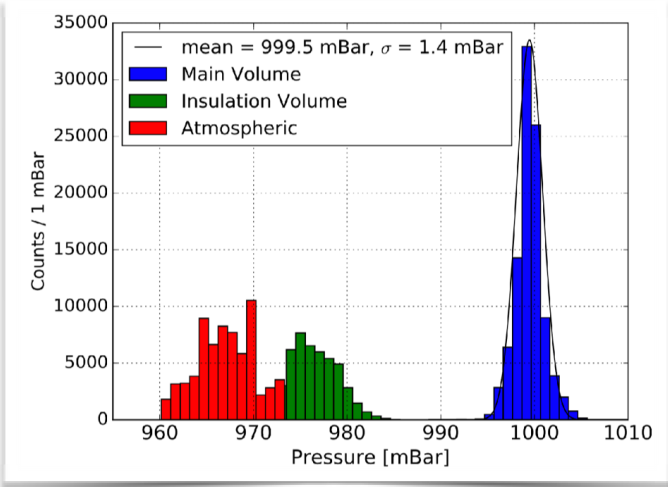 35000
30000
25000
20000
15000
10000
5000
0
Counts / 1 mBar
mean = 999.5 mBar, σ = 1.4 mBar
Main Volume
Insulation Volume
Atmospheric
960 970 980 990 1000 1010
Pressure [mBar]